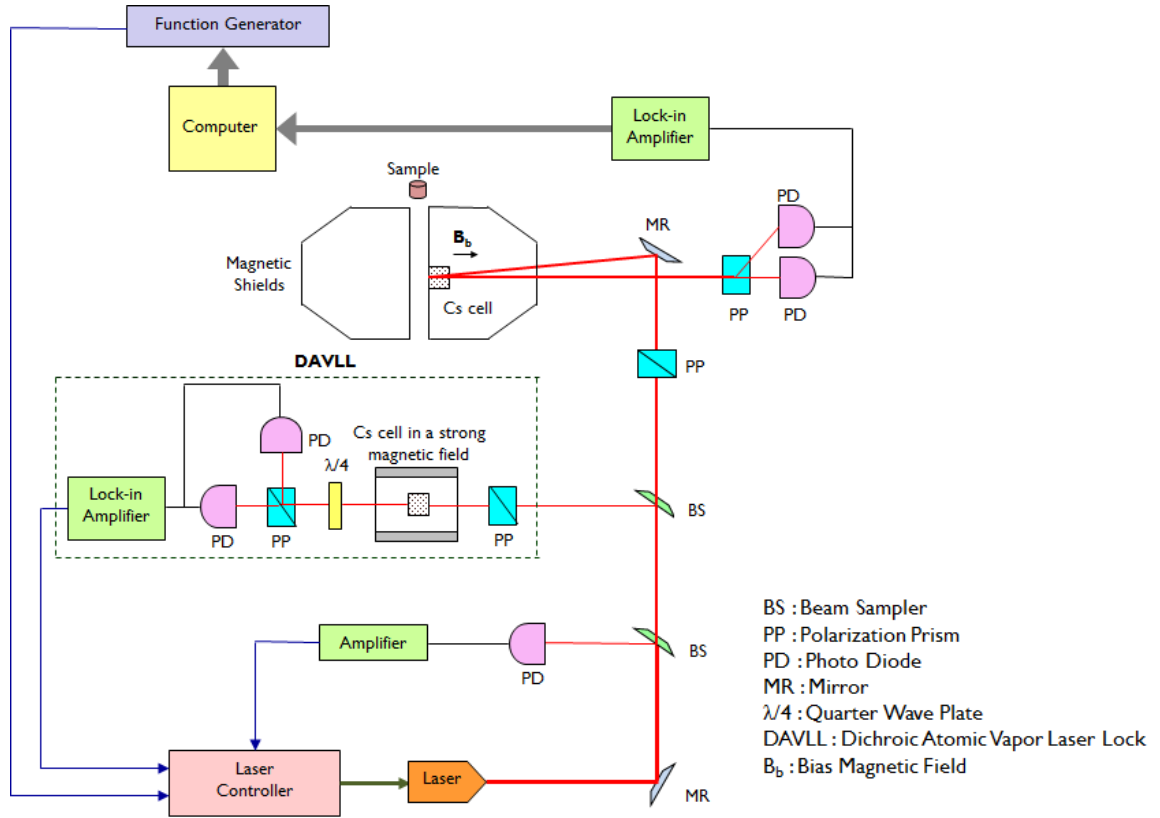 Function Generator
Computer
Lock-in
Amplifier
Sample
PD
MR
B_b
Magnetic
Shields
Cs cell
PP
PD
DAVLL
PP
PD
Cs cell in a strong
magnetic field
λ/4
Lock-in
Amplifier
PD
PP
PP
BS
BS : Beam Sampler
PP : Polarization Prism
PD : Photo Diode
MR : Mirror
λ/4 : Quarter Wave Plate
DAVLL : Dichroic Atomic Vapor Laser Lock
B_b : Bias Magnetic Field
Amplifier
PD
BS
Laser
Controller
Laser
MR